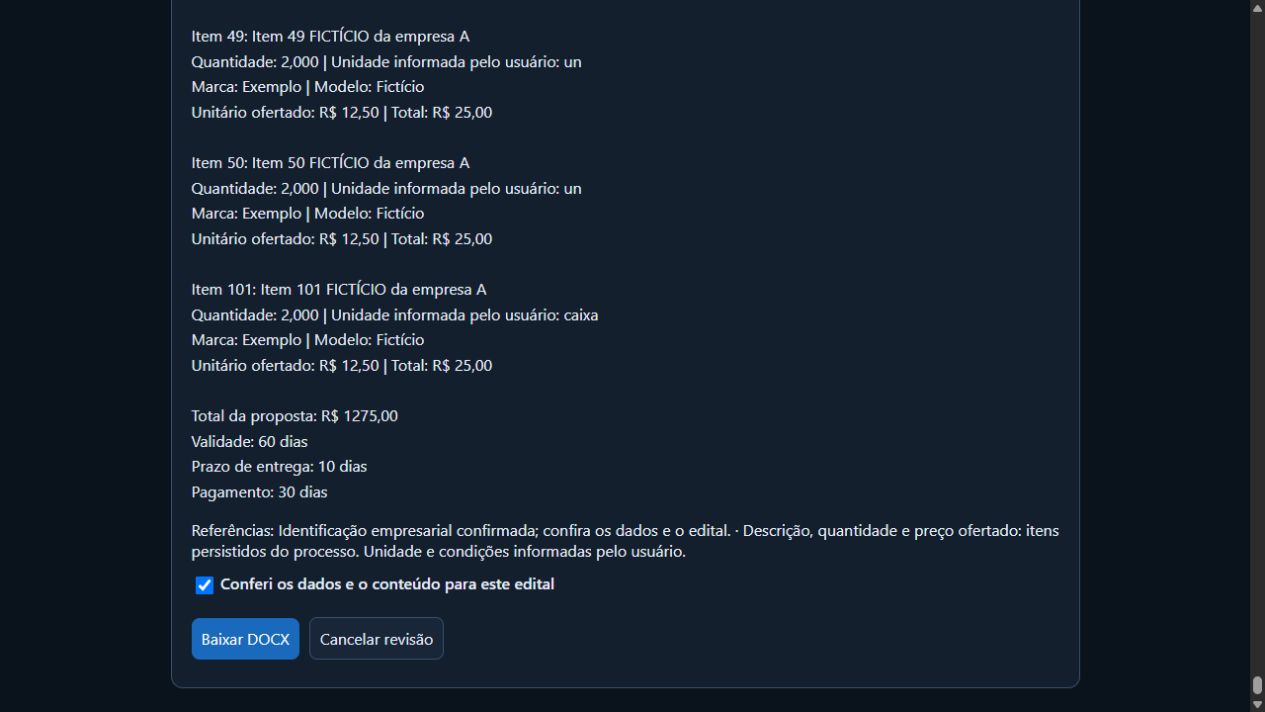 Item 49: Item 49 FICTÍCIO da empresa A
Quantidade: 2,000 | Unidade informada pelo usuário: un
Marca: Exemplo | Modelo: Fictício
Unitário ofertado: R$ 12,50 | Total: R$ 25,00
Item 50: Item 50 FICTÍCIO da empresa A
Quantidade: 2,000 | Unidade informada pelo usuário: un
Marca: Exemplo | Modelo: Fictício
Unitário ofertado: R$ 12,50 | Total: R$ 25,00
Item 101: Item 101 FICTÍCIO da empresa A
Quantidade: 2,000 | Unidade informada pelo usuário: caixa
Marca: Exemplo | Modelo: Fictício
Unitário ofertado: R$ 12,50 | Total: R$ 25,00
Total da proposta: R$ 1275,00
Validade: 60 dias
Prazo de entrega: 10 dias
Pagamento: 30 dias
Referências: Identificação empresarial confirmada; confira os dados e o edital. · Descrição, quantidade e preço ofertado: itens
persistidos do processo. Unidade e condições informadas pelo usuário.
Conferi os dados e o conteúdo para este edital
Baixar DOCX
Cancelar revisão